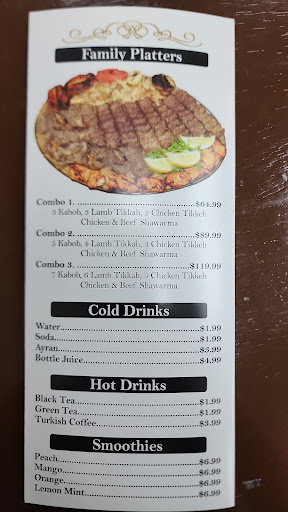 Family Platters
Combo 1. ..................................$64.99
3 Kabob, 3 Lamb Tikkah, 2 Chicken Tikkeh
Chicken & Beef Shawarma
Combo 2. ..................................$89.99
5 Kabob, 4 Lamb Tikkah, 3 Chicken Tikkeh
Chicken & Beef Shawarma
Combo 3. ................................$119.99
7 Kabob, 6 Lamb Tikkah, 5 Chicken Tikkeh
Chicken & Beef Shawarma
Cold Drinks
Water........................................$1.99
Soda..........................................$1.99
Ayran........................................$3.99
Bottle Juice...............................$4.99
Hot Drinks
Black Tea..................................$1.99
Green Tea.................................$1.99
Turkish Coffee.........................$3.99
Smoothies
Peach........................................$6.99
Mango.......................................$6.99
Orange......................................$6.99
Lemon Mint.............................$6.99